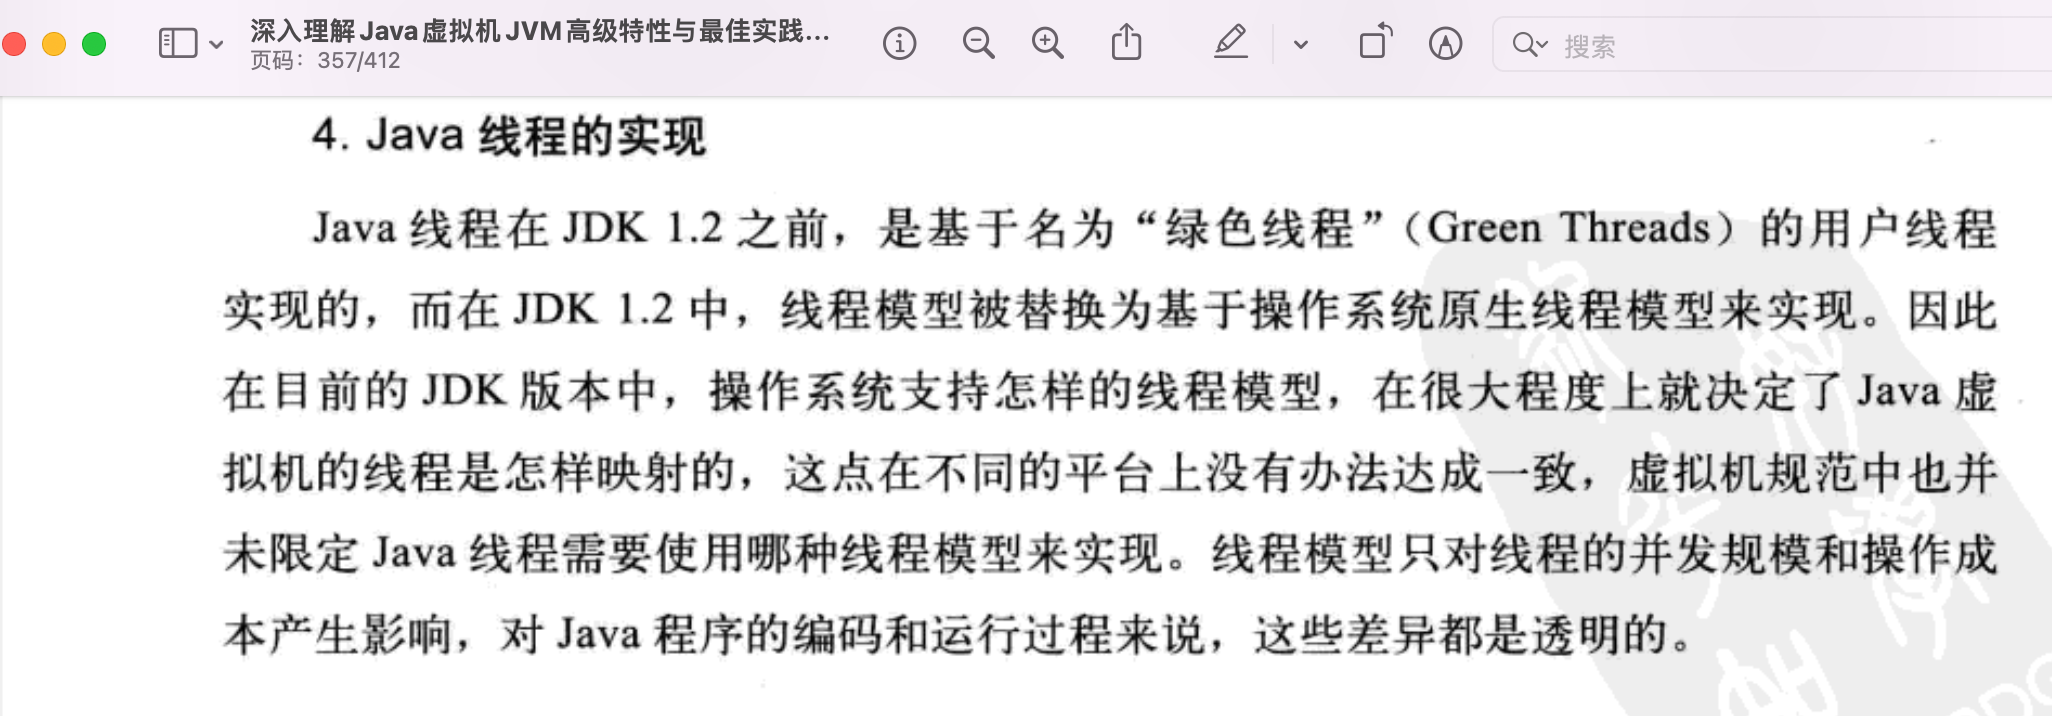 深入理解Java虚拟机JVM高级特性与最佳实践...
页码：357/412
搜索
4. Java 线程的实现
Java 线程在 JDK 1.2 之前，是基于名为“绿色线程”（Green Threads）的用户线程
实现的，而在 JDK 1.2 中，线程模型被替换为基于操作系统原生线程模型来实现。因此
在目前的 JDK 版本中，操作系统支持怎样的线程模型，在很大程度上就决定了 Java 虚
拟机的线程是怎样映射的，这点在不同的平台上没有办法达成一致，虚拟机规范中也并
未限定 Java 线程需要使用哪种线程模型来实现。线程模型只对线程的并发规模和操作成
本产生影响，对 Java 程序的编码和运行过程来说，这些差异都是透明的。